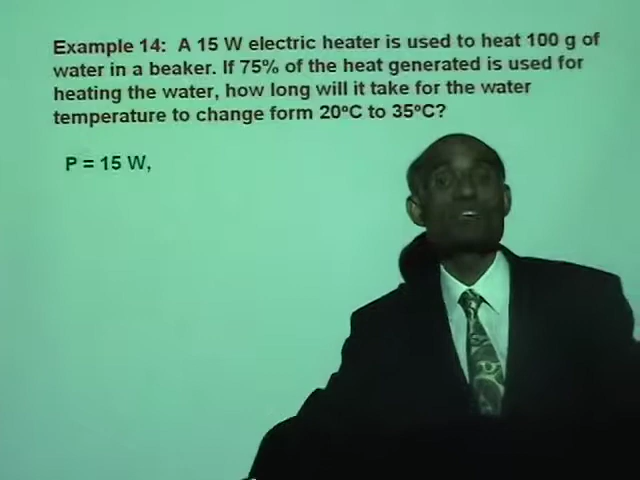 Example 14: A 15 W electric heater is used to heat 100 g of
water in a beaker. If 75% of the heat generated is used for
heating the water, how long will it take for the water
temperature to change form 20ºC to 35ºC?
P = 15 W,